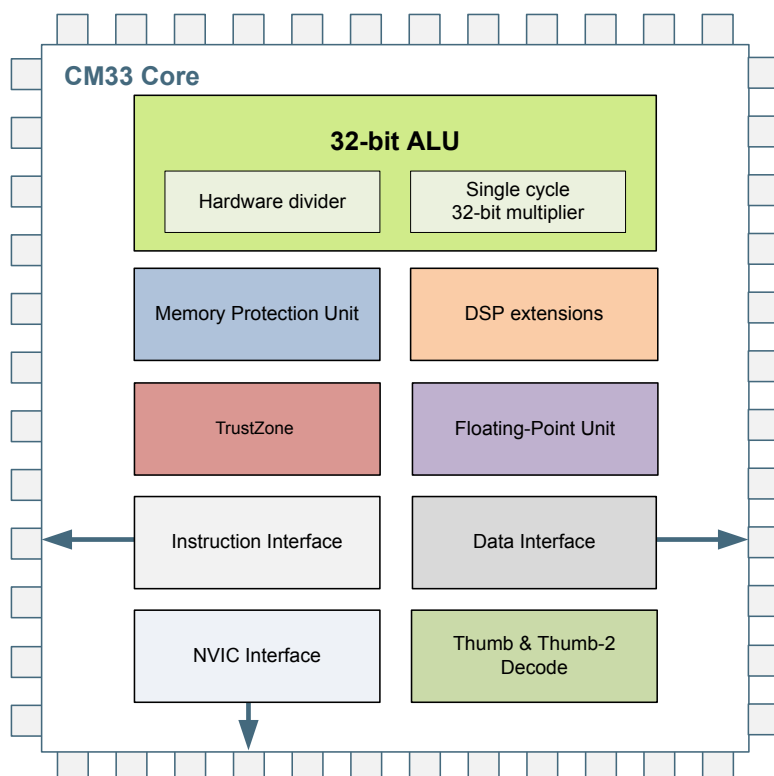 CM33 Core
32-bit ALU
Hardware divider
Single cycle
32-bit multiplier
Memory Protection Unit
DSP extensions
TrustZone
Floating-Point Unit
Instruction Interface
Data Interface
NVIC Interface
Thumb & Thumb-2
Decode